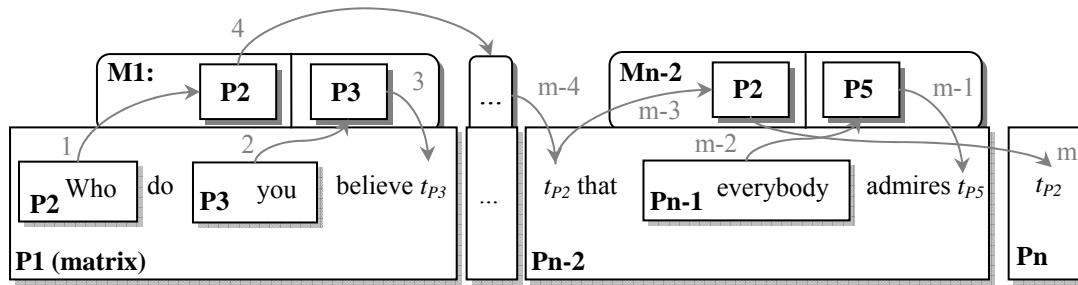 4
M1: P2 P3 3 ... m-4 Mn-2 P2 P5 m-1
m-3
1 2 m-2 m
P2 Who do P3 you believe tP3 ... tP2 that Pn-1 everybody admires tP5 tP2
P1 (matrix) Pn-2 Pn